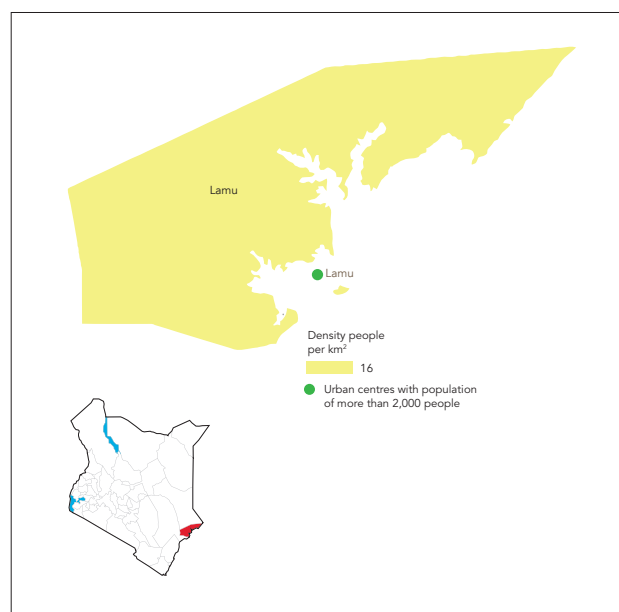 Lamu
Lamu
Density people
per km²
16
Urban centres with population
of more than 2,000 people